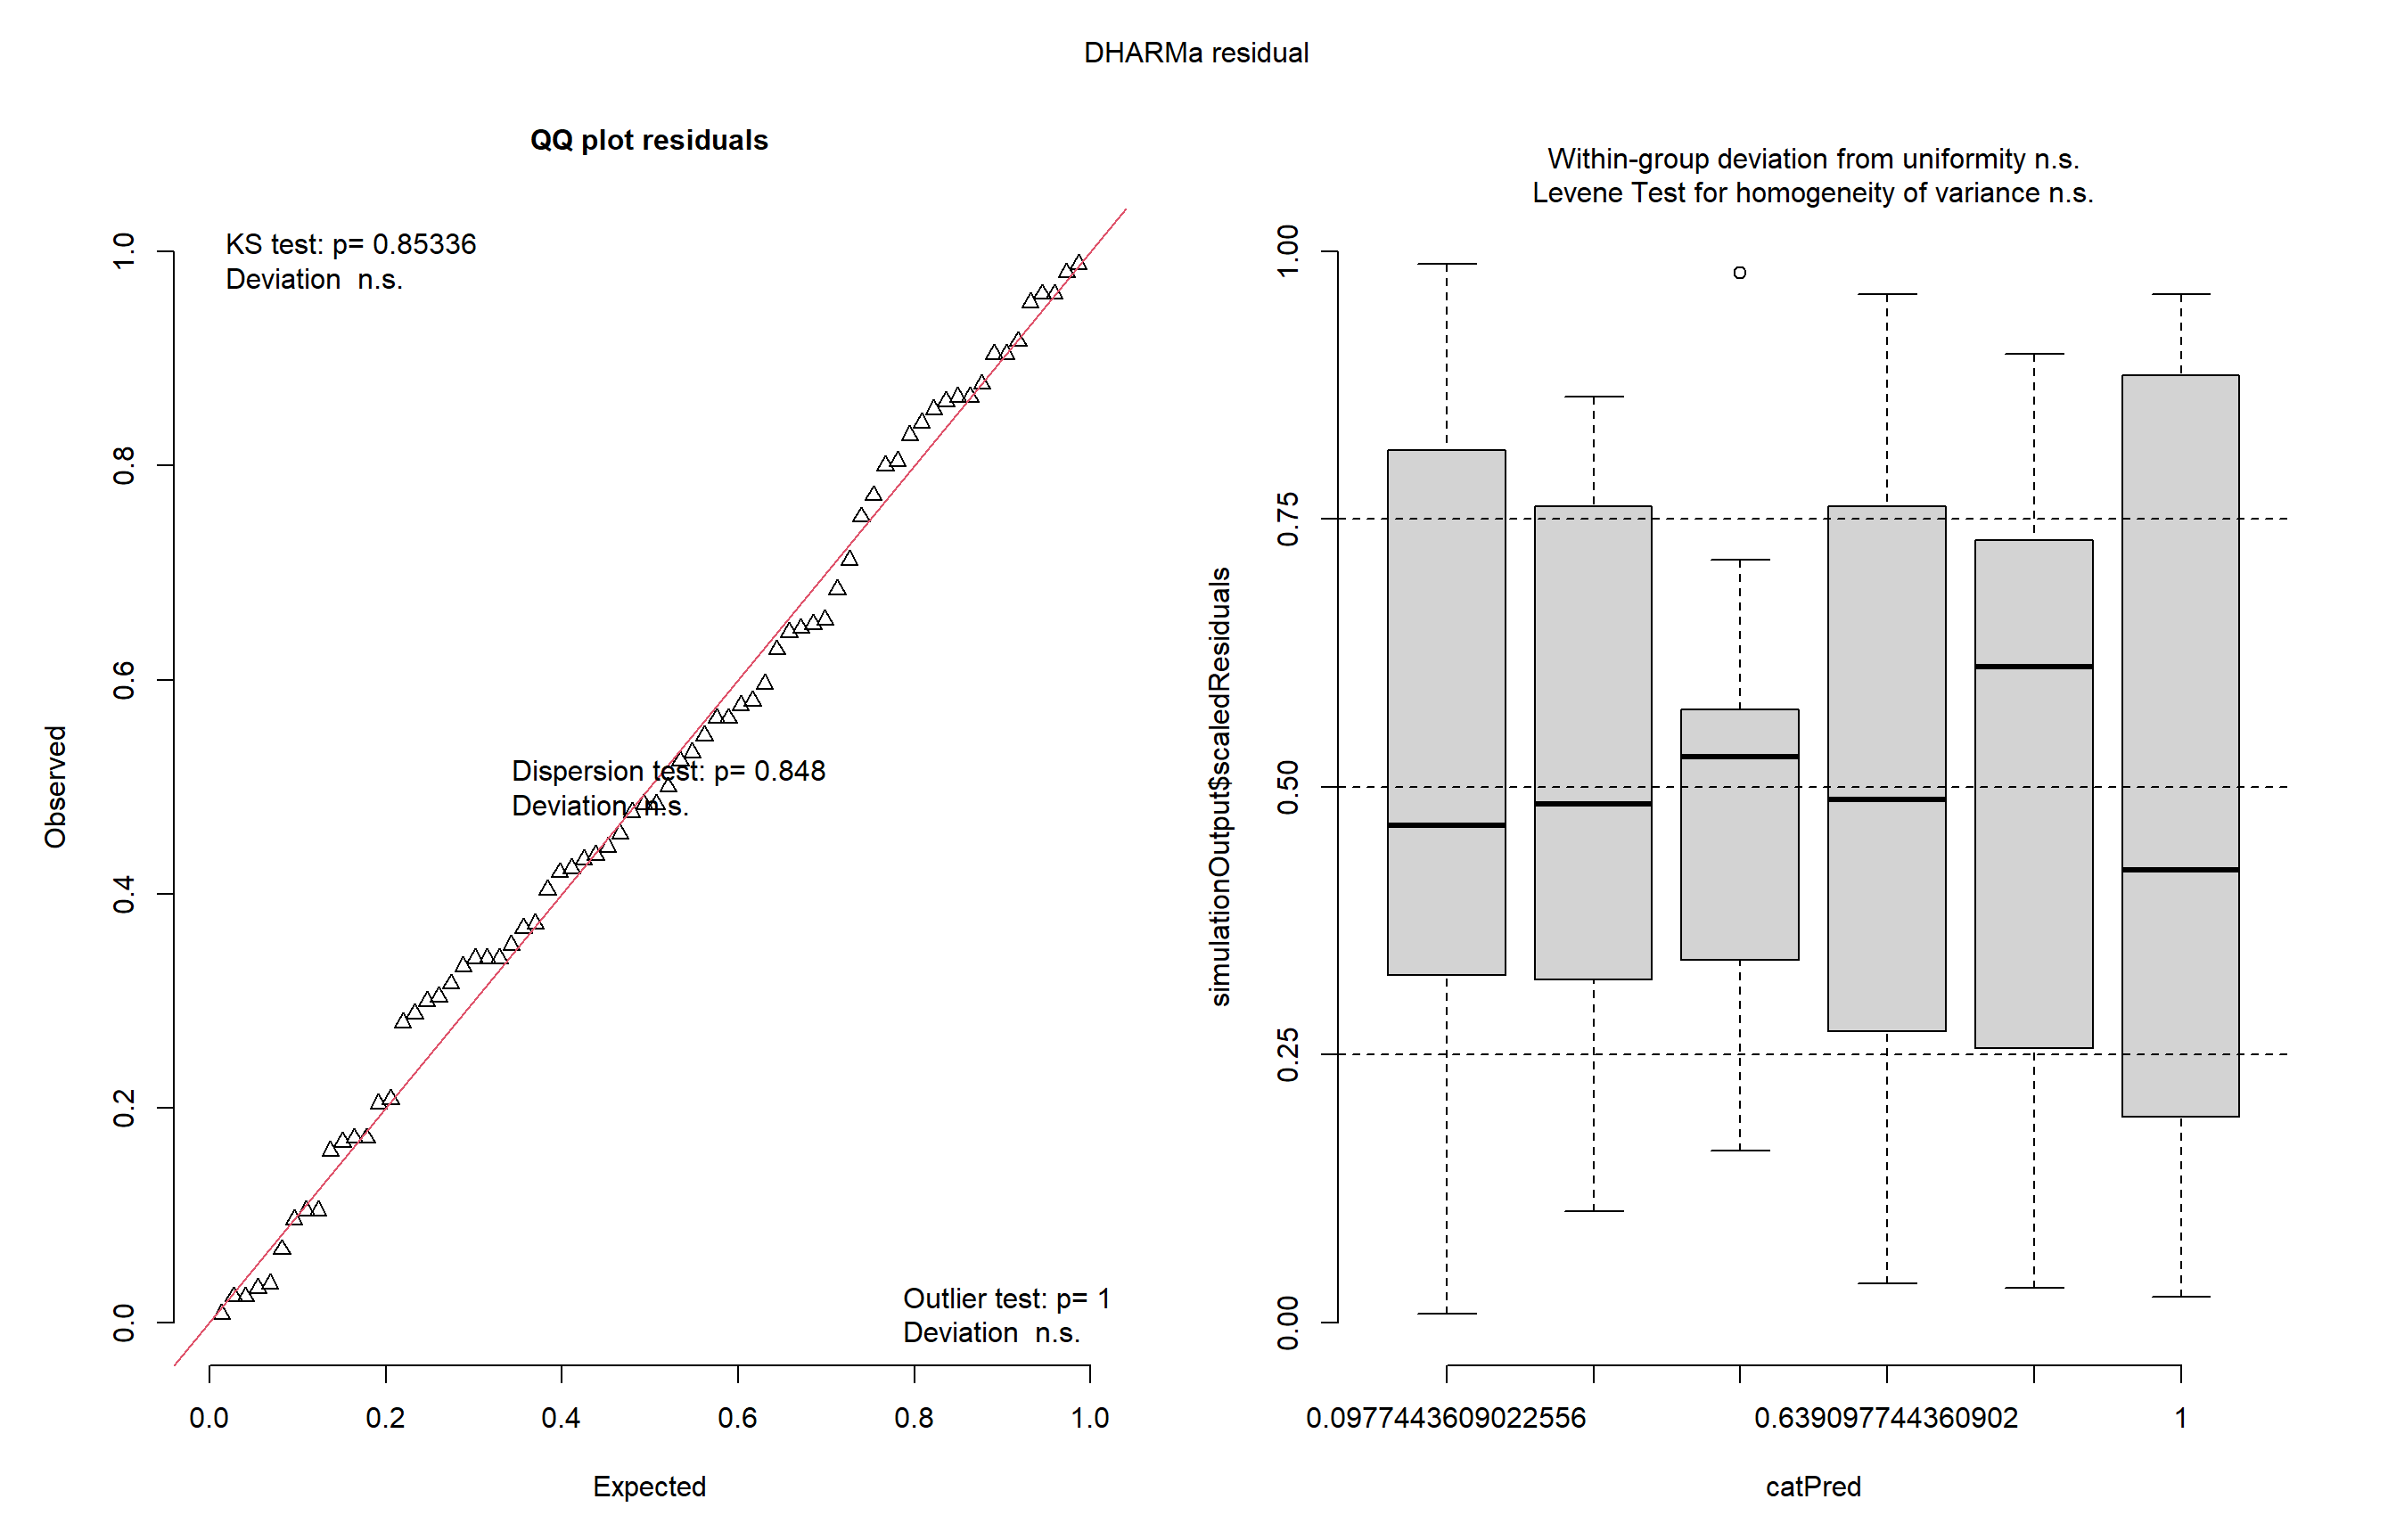 DHARMa residual
QQ plot residuals
KS test: p= 0.85336
Deviation  n.s.
Dispersion test: p= 0.848
Deviation  n.s.
Outlier test: p= 1
Deviation  n.s.
Observed
0.0
0.2
0.4
0.6
0.8
1.0
0.0 0.2 0.4 0.6 0.8 1.0
Expected
Within-group deviation from uniformity n.s.
Levene Test for homogeneity of variance n.s.
simulationOutput$scaledResiduals
0.00
0.25
0.50
0.75
1.00
0.0977443609022556 0.639097744360902 1
catPred